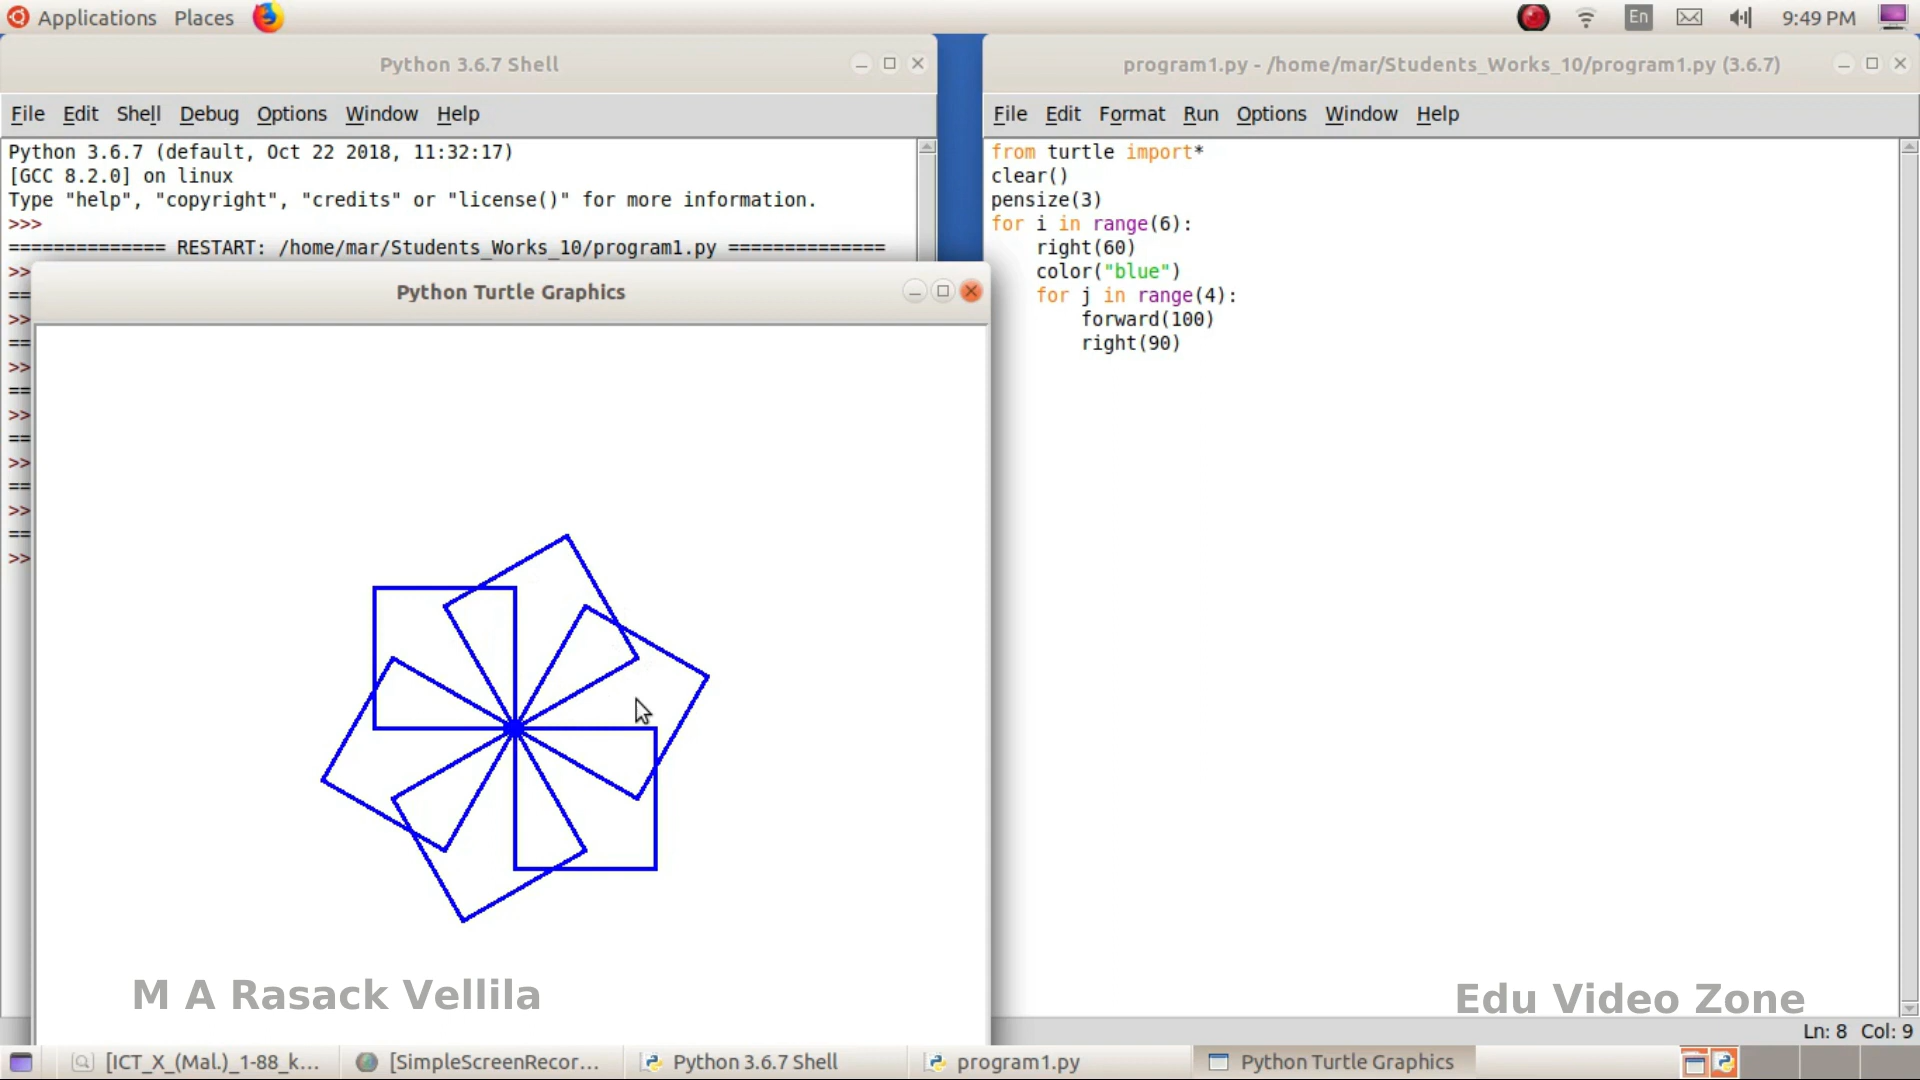 Applications Places
En
9:49 PM
Python 3.6.7 Shell
File Edit Shell Debug Options Window Help
Python 3.6.7 (default, Oct 22 2018, 11:32:17)
[GCC 8.2.0] on linux
Type "help", "copyright", "credits" or "license()" for more information.
>>>
============== RESTART: /home/mar/Students_Works_10/program1.py ==============
>>
==
>>
==
>>
==
>>
==
>>
==
>>
==
>>
Python Turtle Graphics
M A Rasack Vellila
program1.py - /home/mar/Students_Works_10/program1.py (3.6.7)
File Edit Format Run Options Window Help
from turtle import*
clear()
pensize(3)
for i in range(6):
    right(60)
    color("blue")
    for j in range(4):
        forward(100)
        right(90)
Edu Video Zone
Ln: 8 Col: 9
[ICT_X_(Mal.)_1-88_k...
[SimpleScreenRecor...
Python 3.6.7 Shell
program1.py
Python Turtle Graphics